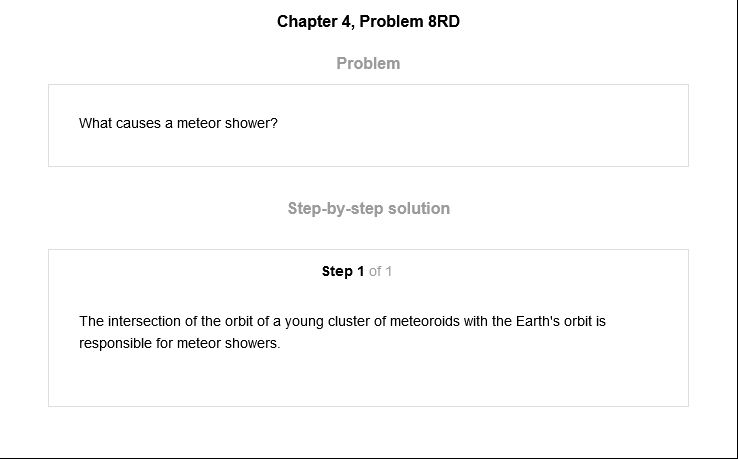 Chapter 4, Problem 8RD
Problem
What causes a meteor shower?
Step-by-step solution
Step 1 of 1
The intersection of the orbit of a young cluster of meteoroids with the Earth's orbit is
responsible for meteor showers.